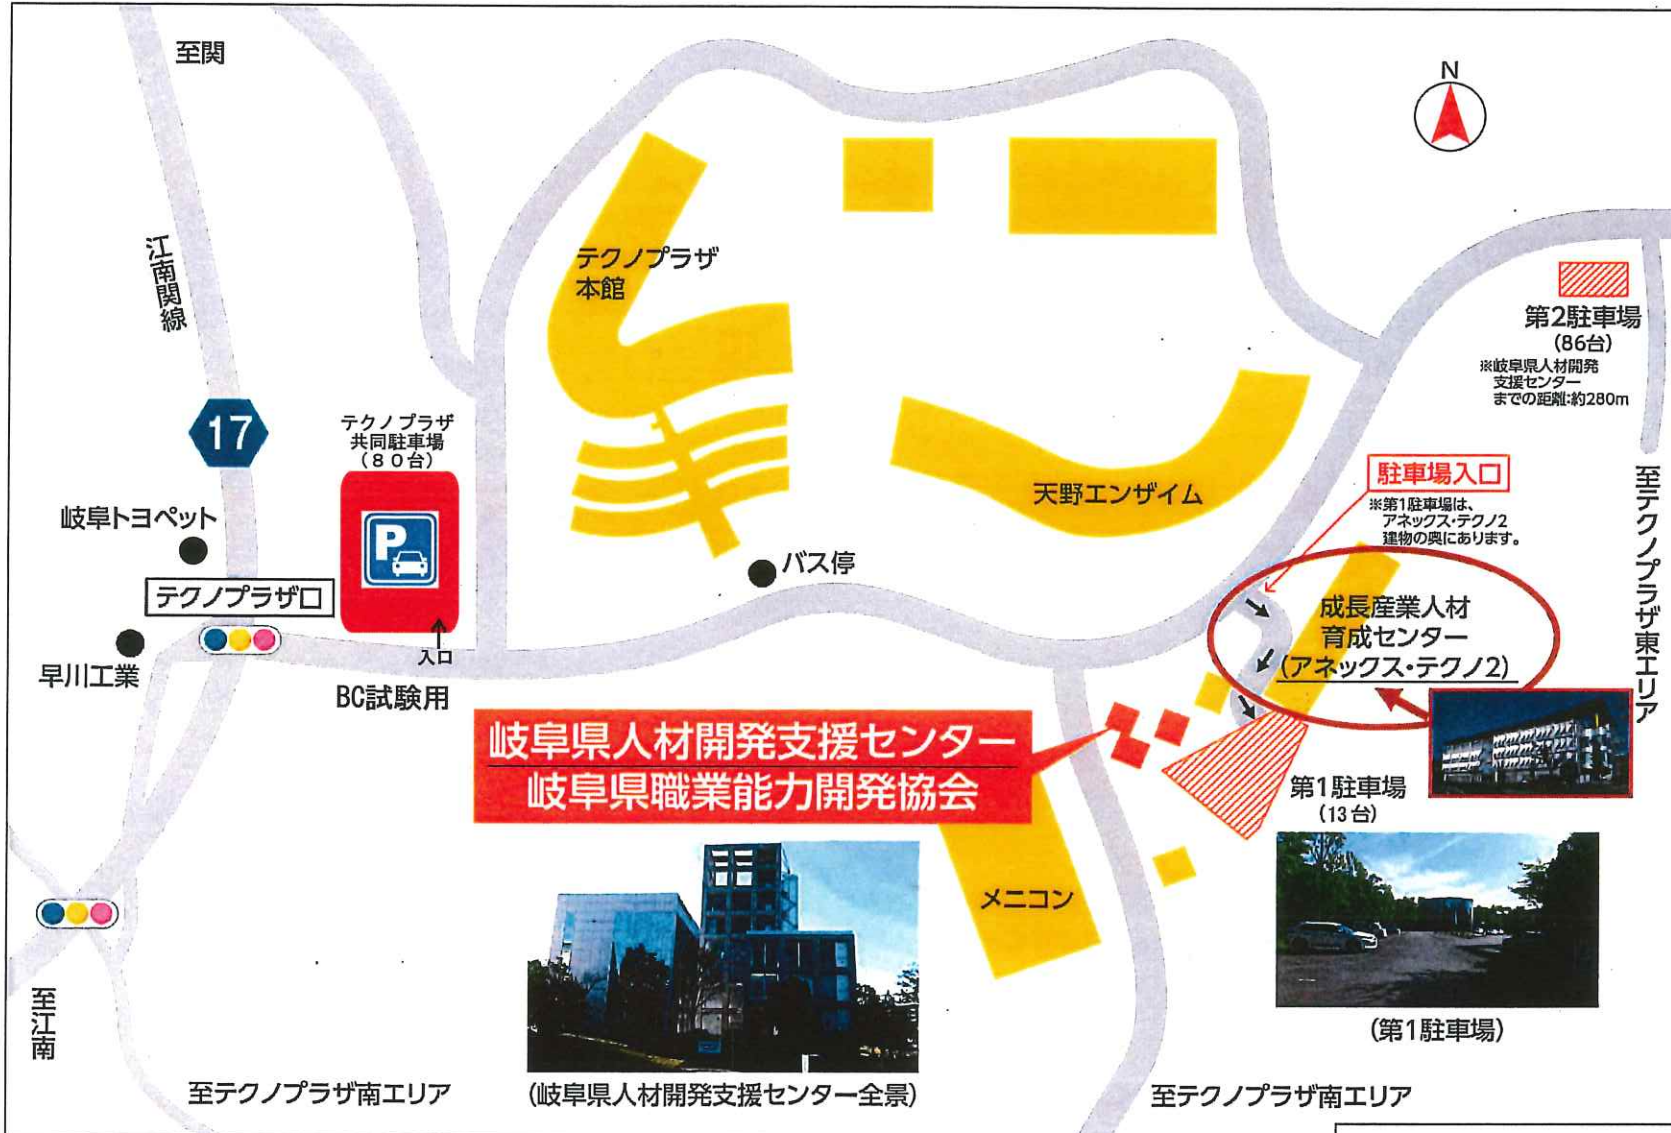 至関
N
江南関線
テクノプラザ
本館
第2駐車場
(86台)
※岐阜県人材開発
支援センター
までの距離:約280m
17
テクノプラザ
共同駐車場
(80台)
P
岐阜トヨペット
天野エンザイム
駐車場入口
※第1駐車場は、
アネックス・テクノ2
建物の奥にあります。
至テクノプラザ東エリア
バス停
テクノプラザ口
成長産業人材
育成センター
(アネックス・テクノ2)
早川工業
入口
BC試験用
岐阜県人材開発支援センター
岐阜県職業能力開発協会
第1駐車場
(13台)
メニコン
至江南
(第1駐車場)
至テクノプラザ南エリア
(岐阜県人材開発支援センター全景)
至テクノプラザ南エリア